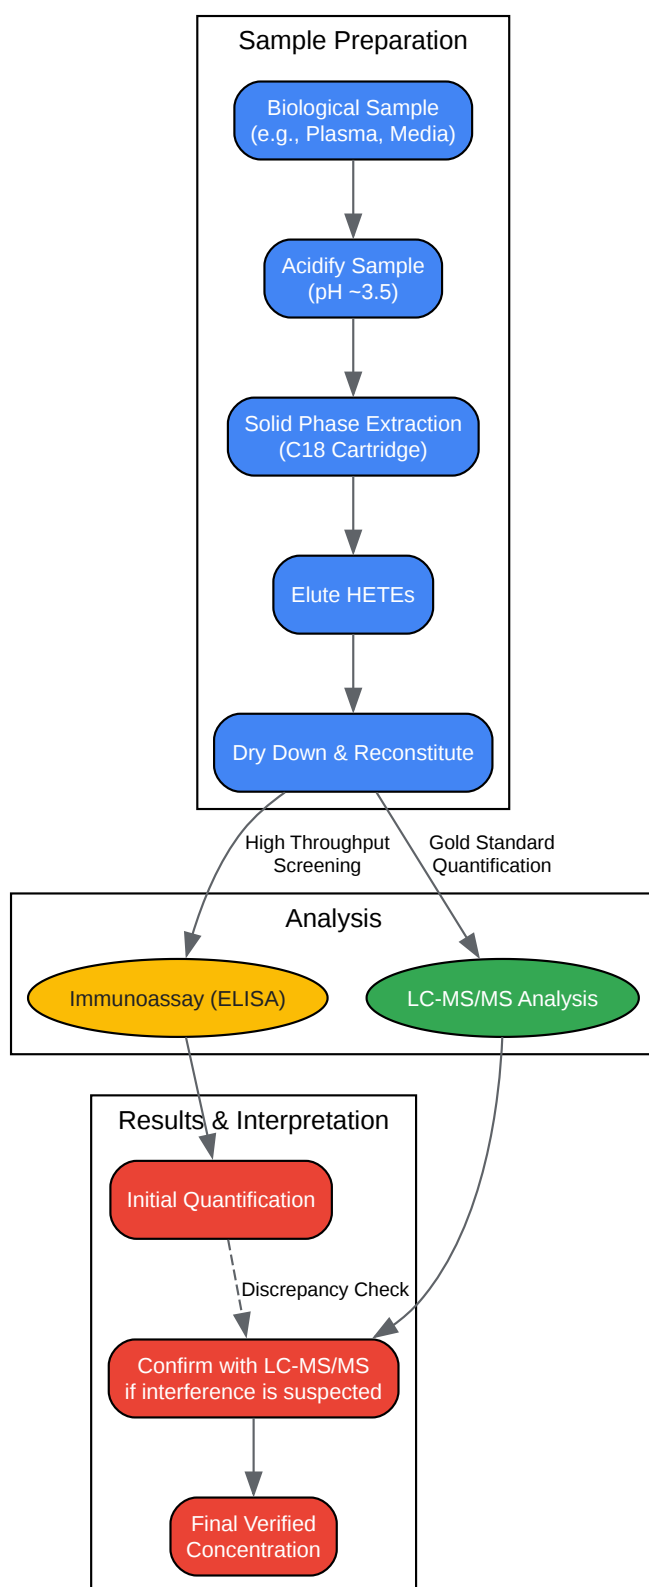 Sample Preparation
Biological Sample
(e.g., Plasma, Media)
Acidify Sample
(pH ~3.5)
Solid Phase Extraction
(C18 Cartridge)
Elute HETEs
Dry Down & Reconstitute
High Throughput
Screening
Gold Standard
Quantification
Analysis
Immunoassay (ELISA)
LC-MS/MS Analysis
Results & Interpretation
Initial Quantification
Discrepancy Check
Confirm with LC-MS/MS
if interference is suspected
Final Verified
Concentration